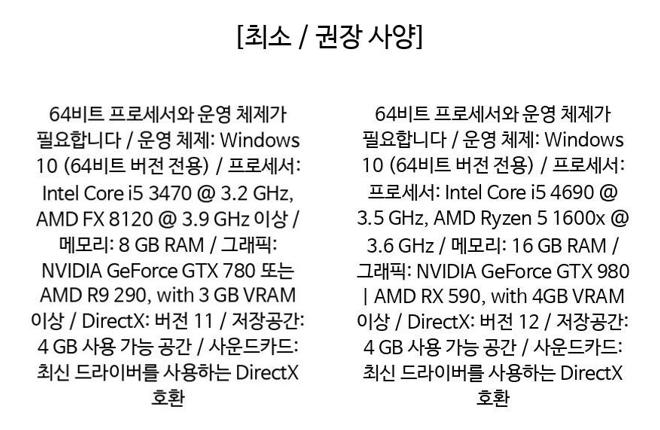 [최소 / 권장 사양]
64비트 프로세서와 운영 체제가
필요합니다 / 운영 체제: Windows
10 (64비트 버전 전용) / 프로세서:
Intel Core i5 3470 @ 3.2 GHz,
AMD FX 8120 @ 3.9 GHz 이상 /
메모리: 8 GB RAM / 그래픽:
NVIDIA GeForce GTX 780 또는
AMD R9 290, with 3 GB VRAM
이상 / DirectX: 버전 11 / 저장공간:
4 GB 사용 가능 공간 / 사운드카드:
최신 드라이버를 사용하는 DirectX
호환
64비트 프로세서와 운영 체제가
필요합니다 / 운영 체제: Windows
10 (64비트 버전 전용) / 프로세서:
프로세서: Intel Core i5 4690 @
3.5 GHz, AMD Ryzen 5 1600x @
3.6 GHz / 메모리: 16 GB RAM /
그래픽: NVIDIA GeForce GTX 980
| AMD RX 590, with 4GB VRAM
이상 / DirectX: 버전 12 / 저장공간:
4 GB 사용 가능 공간 / 사운드카드:
최신 드라이버를 사용하는 DirectX
호환